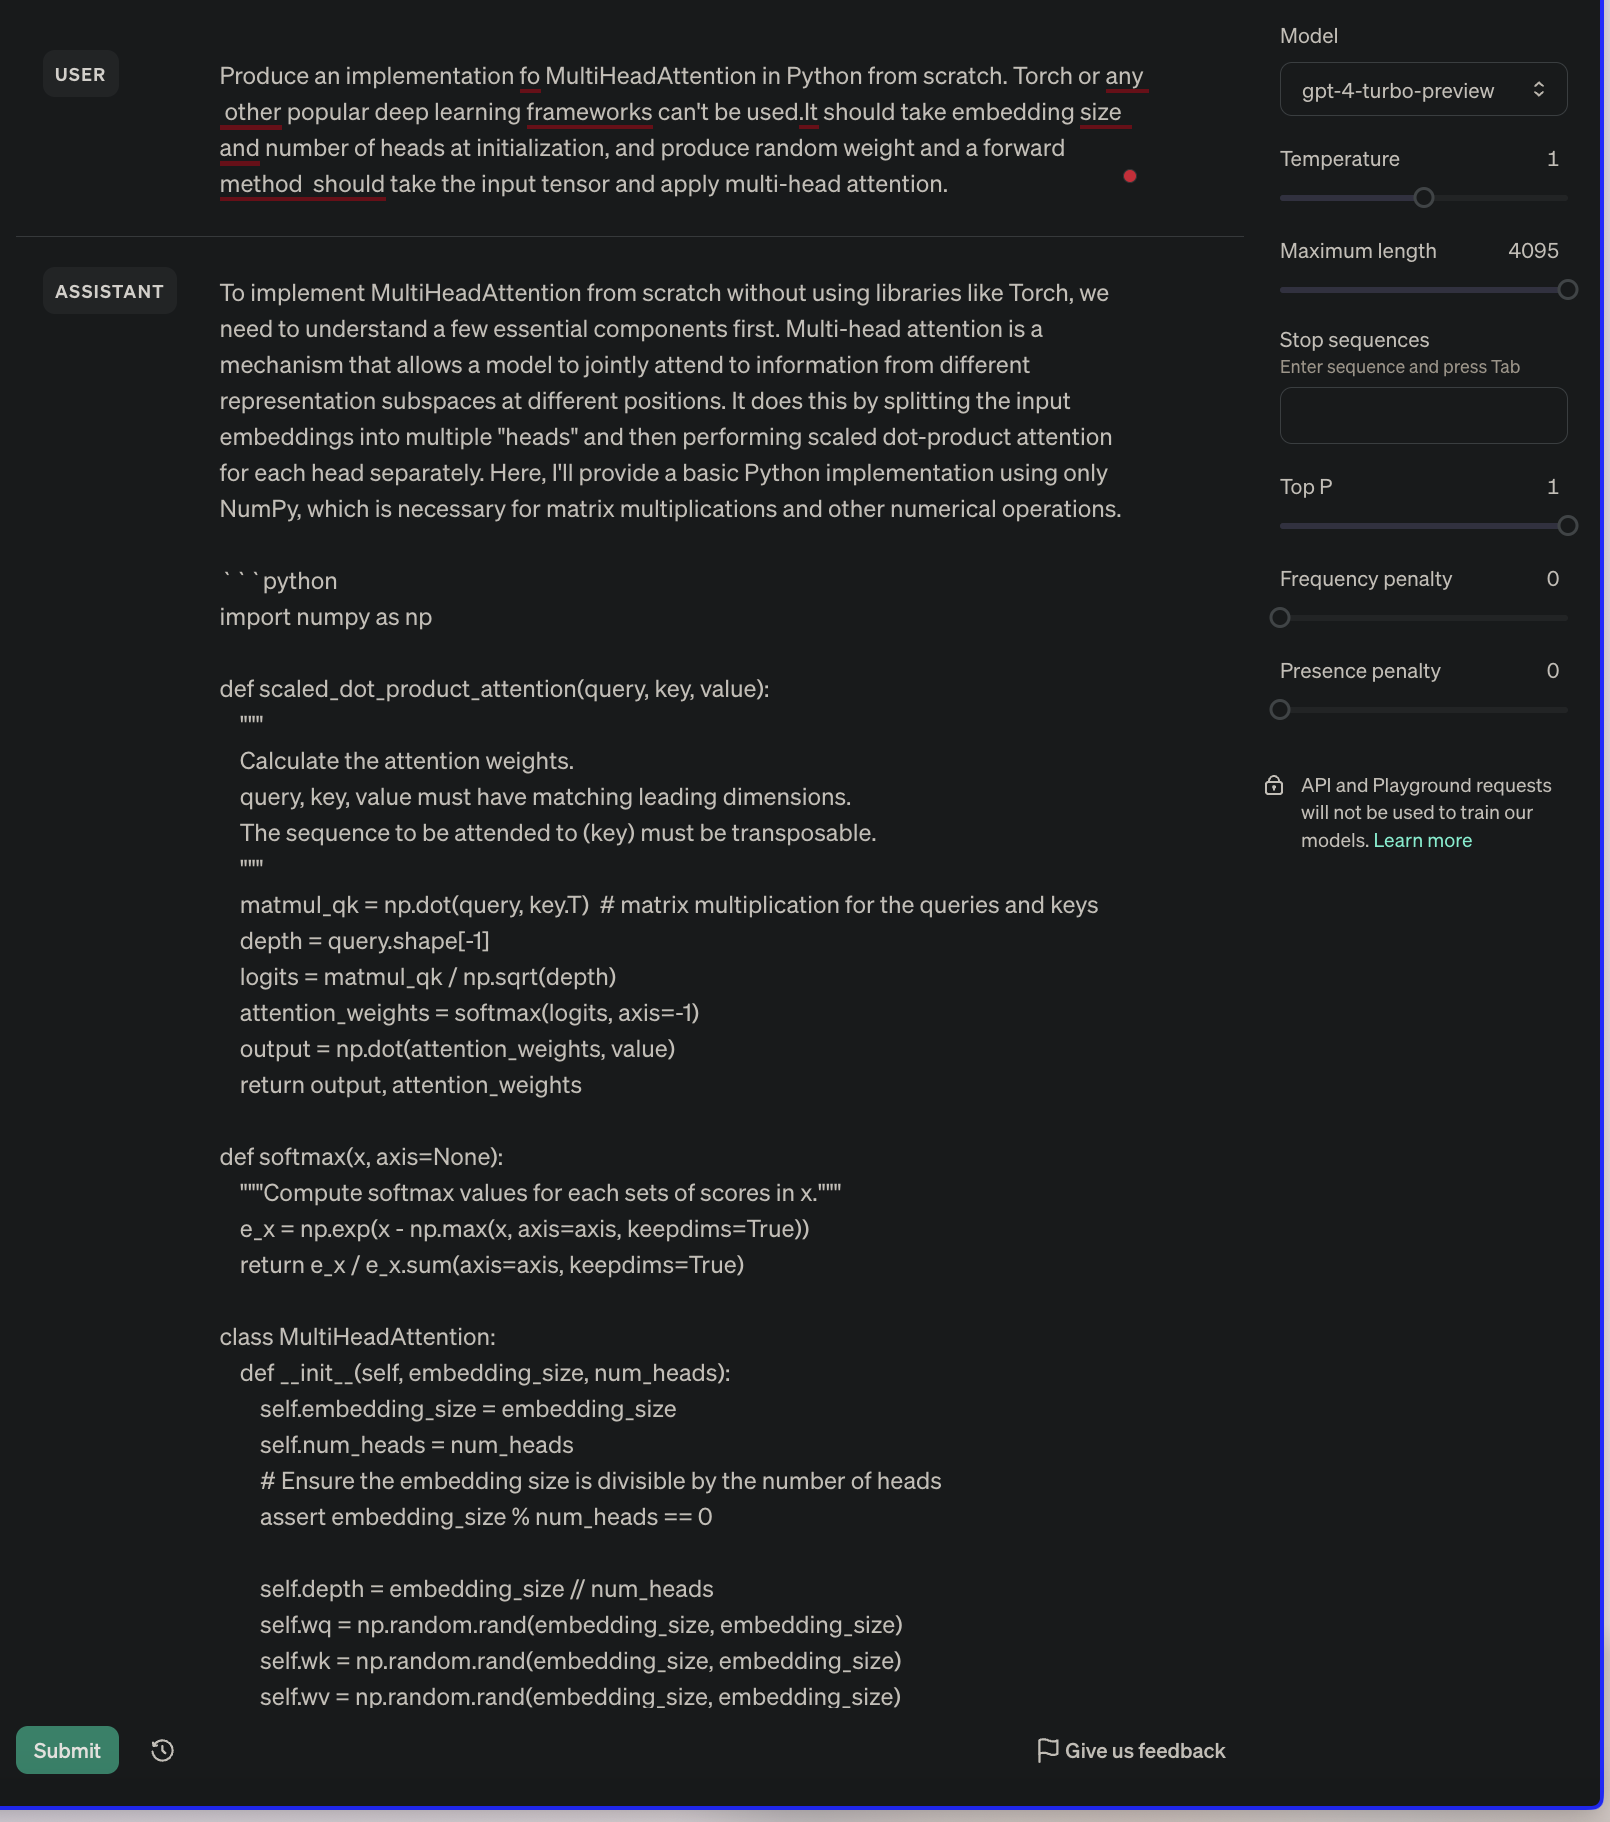 USER
Produce an implementation fo MultiHeadAttention in Python from scratch. Torch or any
other popular deep learning frameworks can't be used.It should take embedding size
and number of heads at initialization, and produce random weight and a forward
method  should take the input tensor and apply multi-head attention.
ASSISTANT
To implement MultiHeadAttention from scratch without using libraries like Torch, we
need to understand a few essential components first. Multi-head attention is a
mechanism that allows a model to jointly attend to information from different
representation subspaces at different positions. It does this by splitting the input
embeddings into multiple "heads" and then performing scaled dot-product attention
for each head separately. Here, I'll provide a basic Python implementation using only
NumPy, which is necessary for matrix multiplications and other numerical operations.
```python
import numpy as np
def scaled_dot_product_attention(query, key, value):
"""
Calculate the attention weights.
query, key, value must have matching leading dimensions.
The sequence to be attended to (key) must be transposable.
"""
matmul_qk = np.dot(query, key.T)  # matrix multiplication for the queries and keys
depth = query.shape[-1]
logits = matmul_qk / np.sqrt(depth)
attention_weights = softmax(logits, axis=-1)
output = np.dot(attention_weights, value)
return output, attention_weights
def softmax(x, axis=None):
"""Compute softmax values for each sets of scores in x."""
e_x = np.exp(x - np.max(x, axis=axis, keepdims=True))
return e_x / e_x.sum(axis=axis, keepdims=True)
class MultiHeadAttention:
def __init__(self, embedding_size, num_heads):
self.embedding_size = embedding_size
self.num_heads = num_heads
# Ensure the embedding size is divisible by the number of heads
assert embedding_size % num_heads == 0
self.depth = embedding_size // num_heads
self.wq = np.random.rand(embedding_size, embedding_size)
self.wk = np.random.rand(embedding_size, embedding_size)
self.wv = np.random.rand(embedding_size, embedding_size)
Submit
Give us feedback
Model
gpt-4-turbo-preview
Temperature 1
Maximum length 4095
Stop sequences
Enter sequence and press Tab
Top P 1
Frequency penalty 0
Presence penalty 0
API and Playground requests
will not be used to train our
models. Learn more